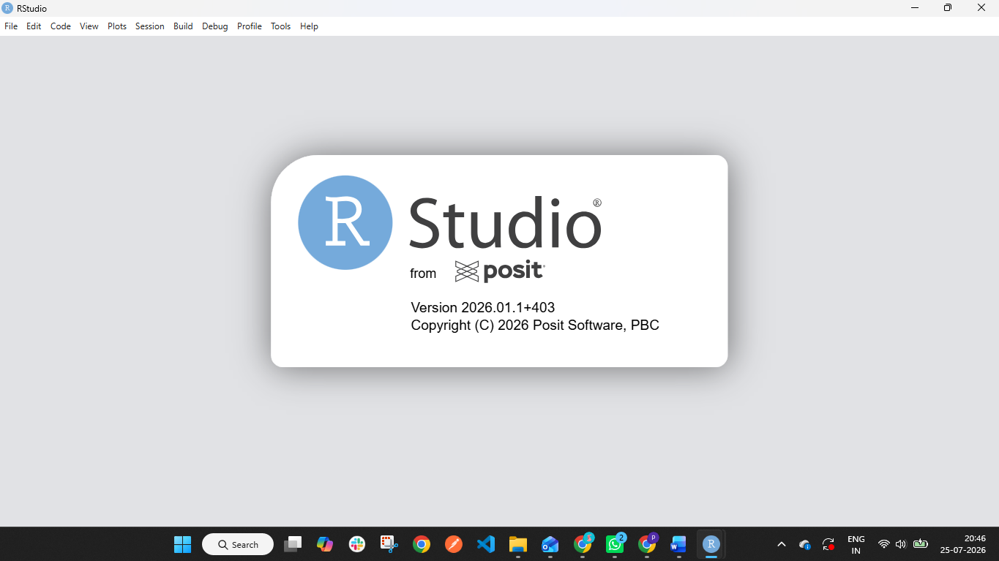 R RStudio
File Edit Code View Plots Session Build Debug Profile Tools Help
R Studio®
from posit
Version 2026.01.1+403
Copyright (C) 2026 Posit Software, PBC
Search
2
P
R
ENG
IN
20:46
25-07-2026